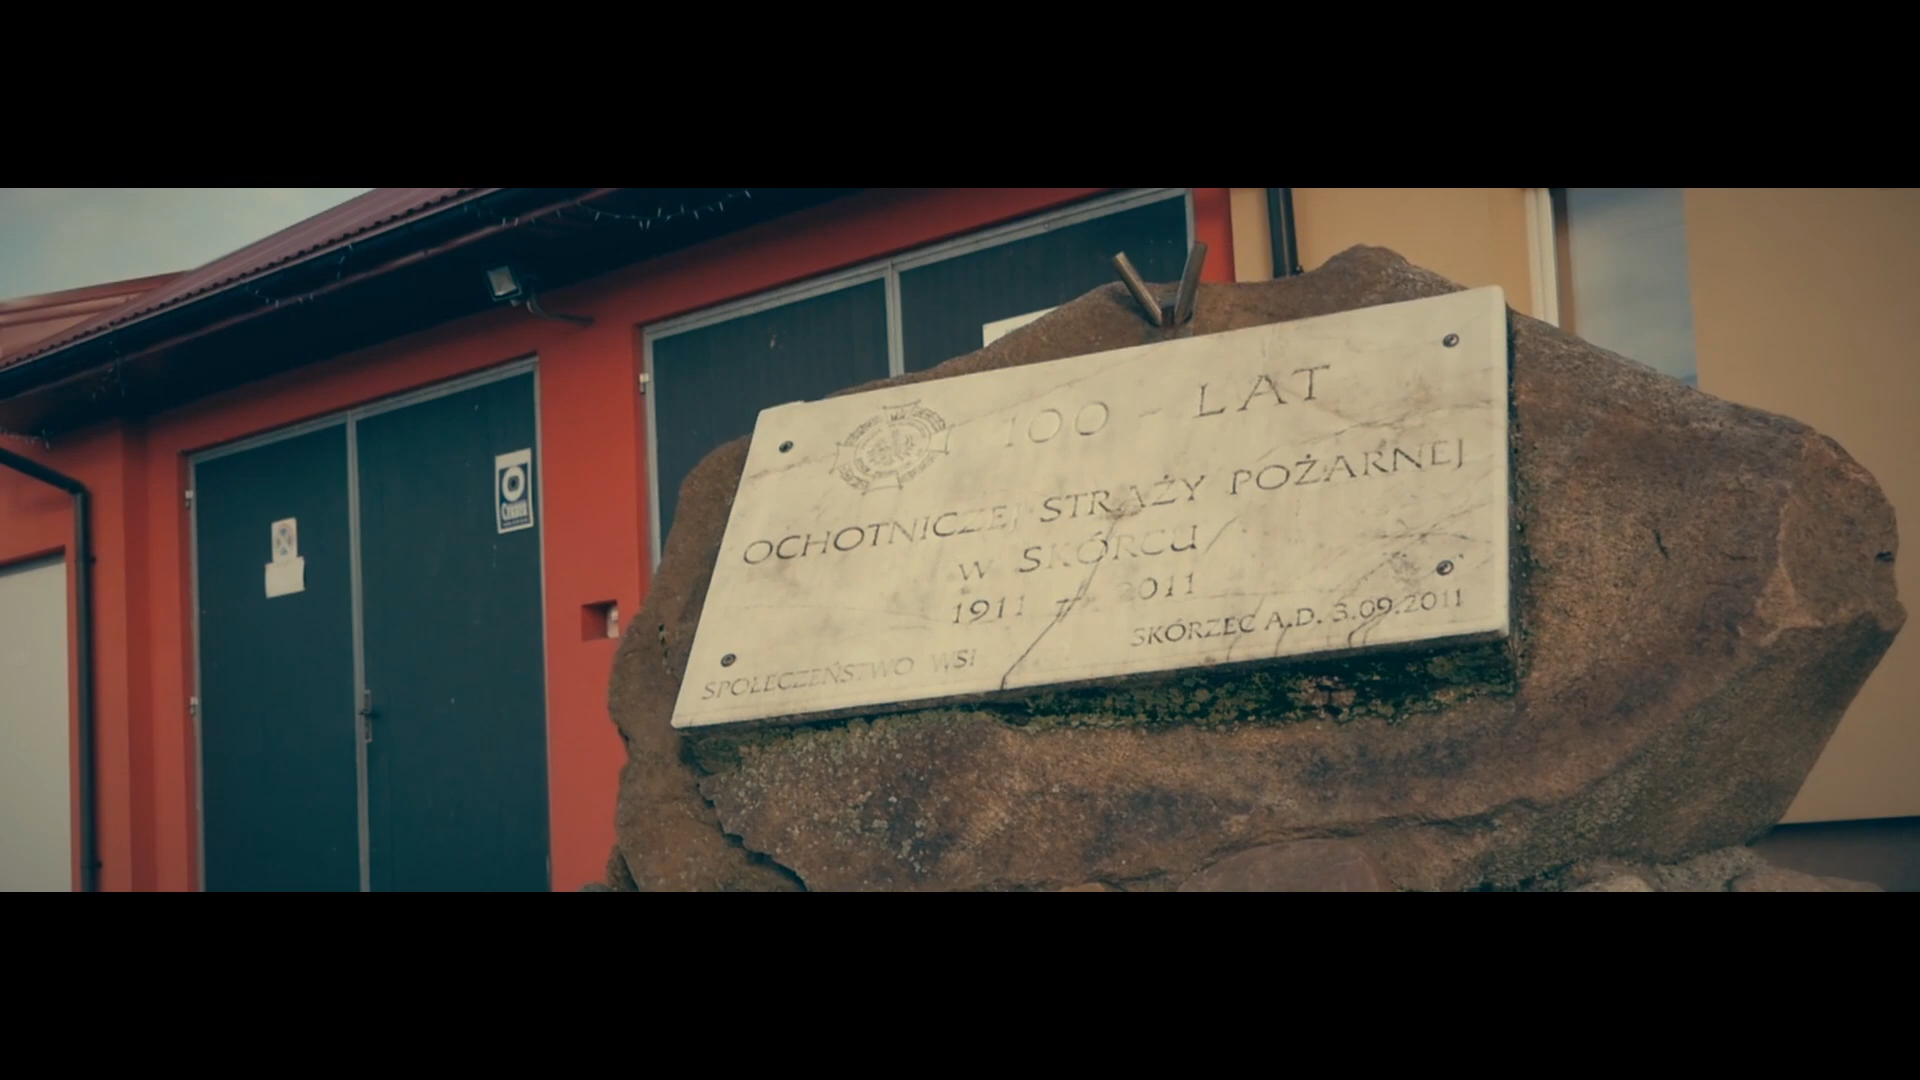 100 - LAT
OCHOTNICZEJ STRAŻY POŻARNEJ
W SKÓRCU
1911 - 2011
SKÓRZEC A.D. 3.09.2011
SPOŁECZEŃSTWO WSI